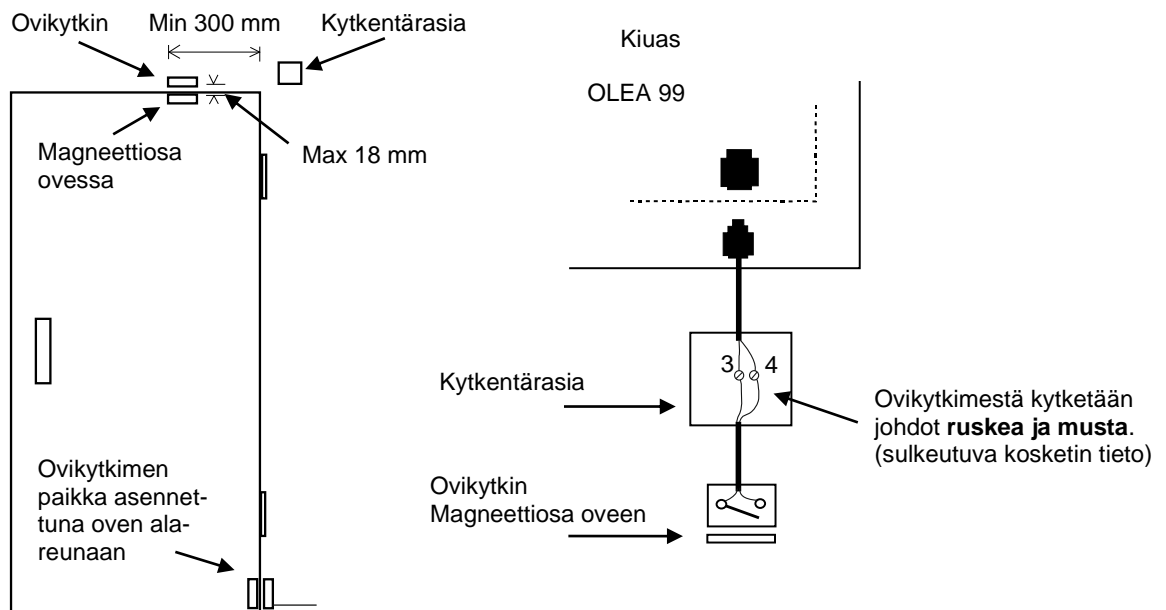 Ovikytkin
Min 300 mm
Kytkentärasia
Magneettiosa
ovessa
Max 18 mm
Ovikytkimen
paikka asennet-
tuna oven ala-
reunaan
Kiuas
OLEA 99
3
4
Kytkentärasia
Ovikytkimestä kytketään
johdot ruskea ja musta.
(sulkeutuva kosketin tieto)
Ovikytkin
Magneettiosa oveen